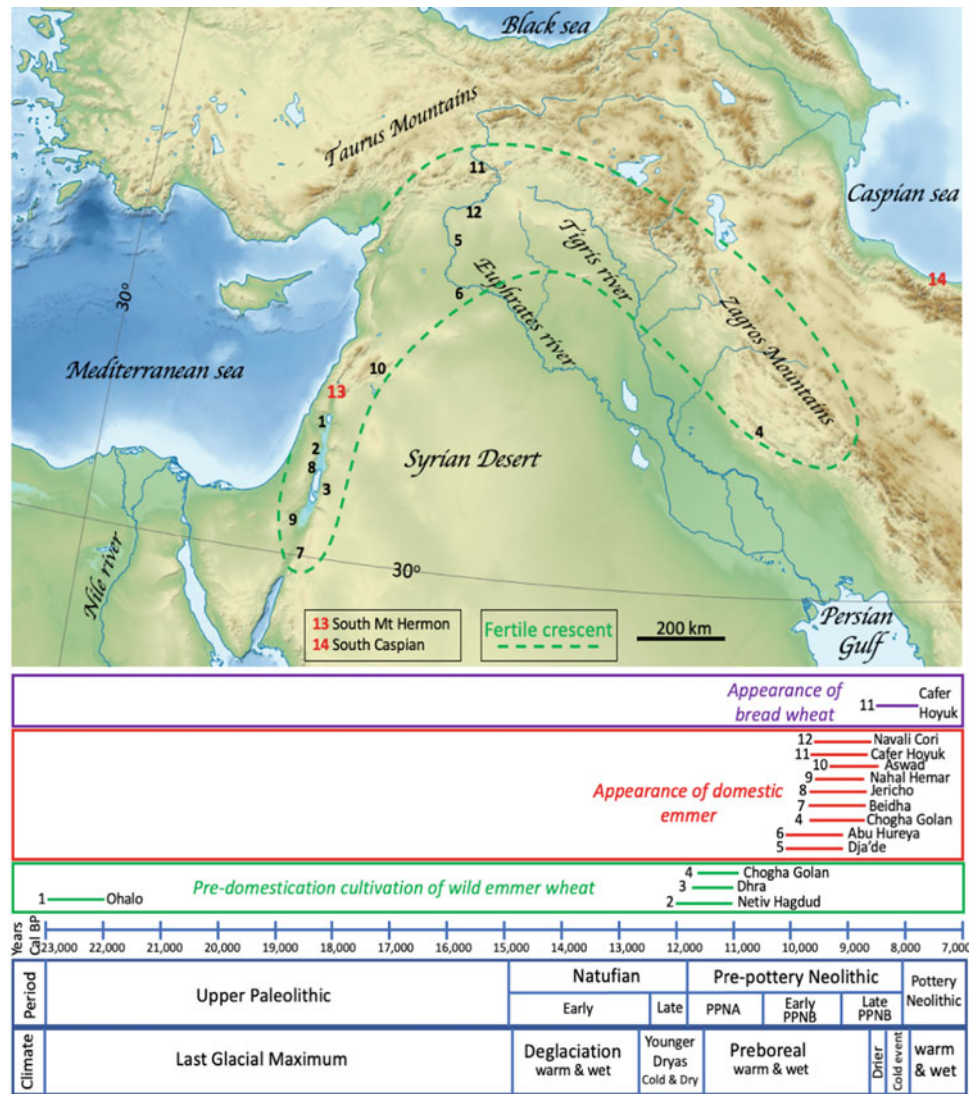 Black sea
Taurus Mountains
11
Caspian sea
12
5
Tigris river
14
30°
6
Euphrates river
Zagros Mountains
Mediterranean sea
10
13
1
4
2
8
Syrian Desert
3
9
7
30°
Nile river
13 South Mt Hermon
14 South Caspian
Fertile crescent
200 km
Persian
Gulf
Appearance of
bread wheat
11
Cafer
Hoyuk
Appearance of domestic
emmer
12 Navali Cori
11 Cafer Hoyuk
10 Aswad
9 Nahal Hemar
8 Jericho
7 Beidha
4 Chogha Golan
6 Abu Hureya
5 Dja'de
Pre-domestication cultivation of wild emmer wheat
1 Ohalo
4 Chogha Golan
3 Dhra
2 Netiv Hagdud
Years
Cal BP
23,000 22,000 21,000 20,000 19,000 18,000 17,000 16,000 15,000 14,000 13,000 12,000 11,000 10,000 9,000 8,000 7,000
Period
Upper Paleolithic
Natufian
Early
Late
Pre-pottery Neolithic
PPNA
Early
PPNB
Late
PPNB
Pottery
Neolithic
Climate
Last Glacial Maximum
Deglaciation
warm & wet
Younger
Dryas
Cold & Dry
Preboreal
warm & wet
Drier
Cold event
warm
& wet